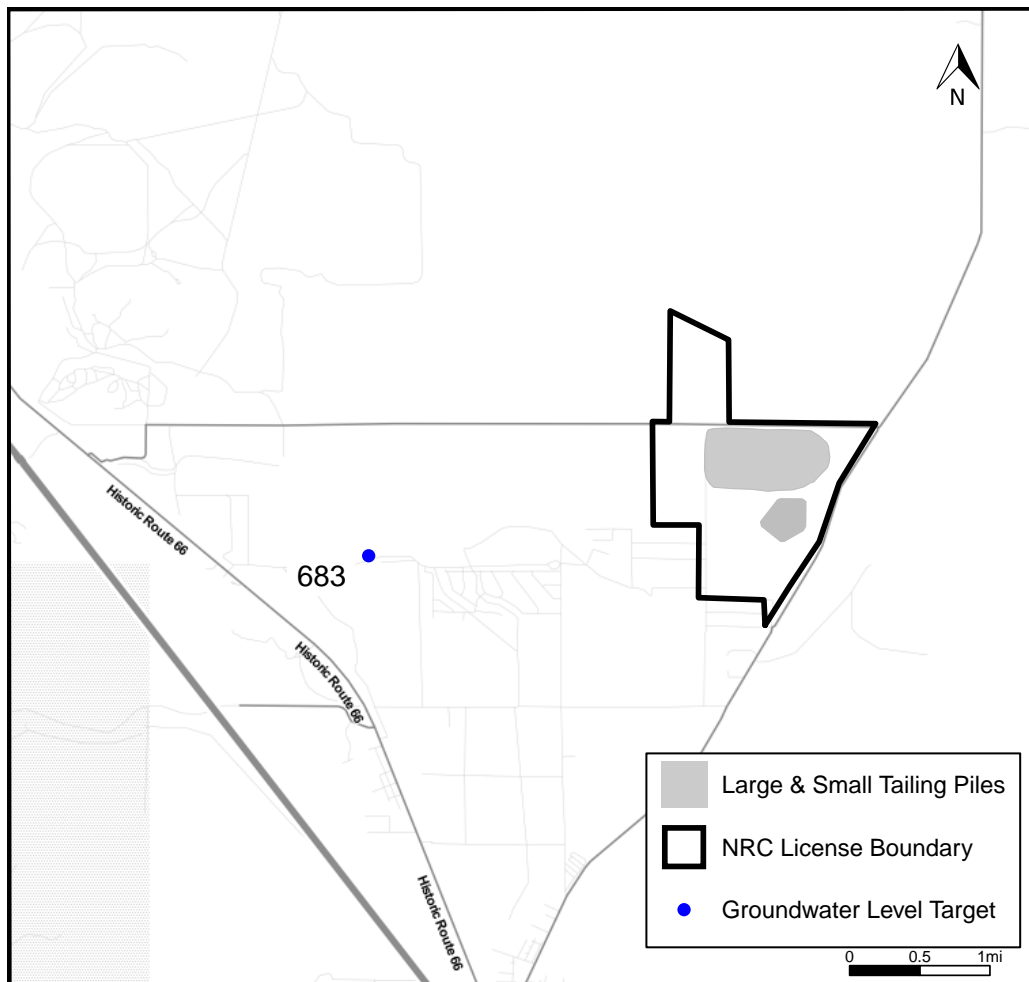 N
Historic Route 66
683
Historic Route 66
Historic Route 66
Large & Small Tailing Piles
NRC License Boundary
Groundwater Level Target
0 0.5 1mi